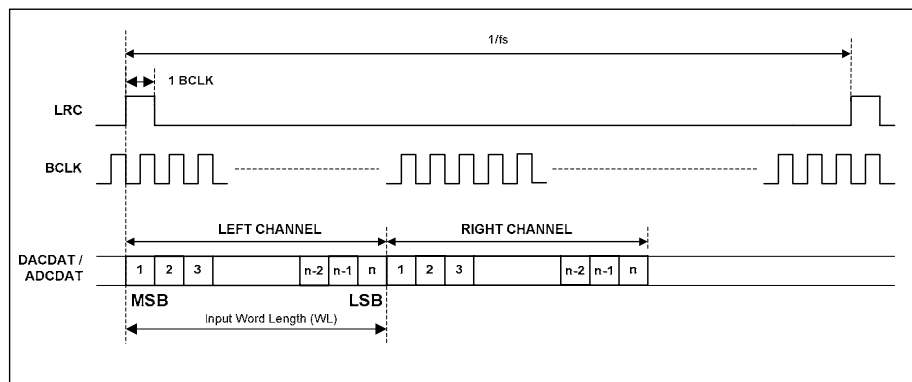 1/fs
1 BCLK
LRC
BCLK
LEFT CHANNEL RIGHT CHANNEL
DACDAT /
ADCDAT
1 2 3 n-2 n-1 n 1 2 3 n-2 n-1 n
MSB LSB
Input Word Length (WL)